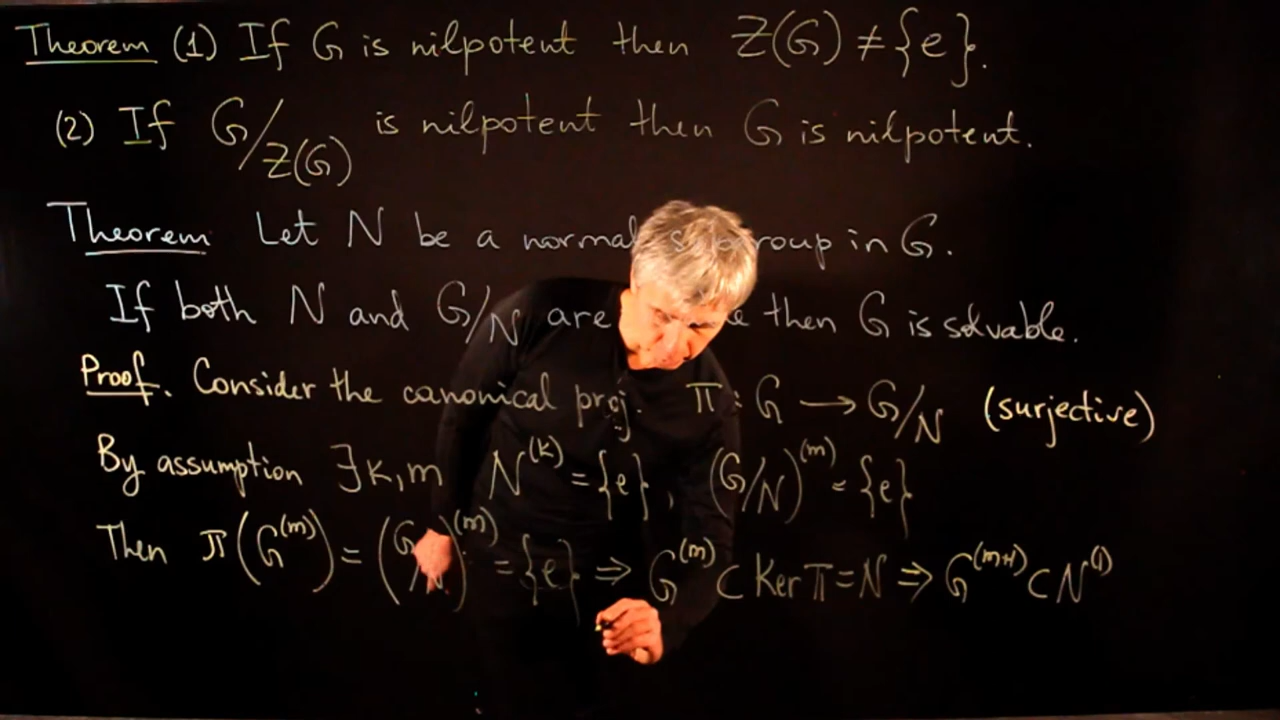 Theorem (1) If G is nilpotent then Z(G) ≠ {e}.
(2) If G/Z(G) is nilpotent then G is nilpotent.
Theorem Let N be a normal subgroup in G.
If both N and G/N are then G is solvable.
Proof. Consider the canonical proj. π : G → G/N (surjective)
By assumption ∃k,m N^(k) = {e}, (G/N)^(m) = {e}
Then π(G^(m)) = (G/N)^(m) = {e} ⇒ G^(m) ⊂ Ker π = N ⇒ G^(m+1) ⊂ N^(1)